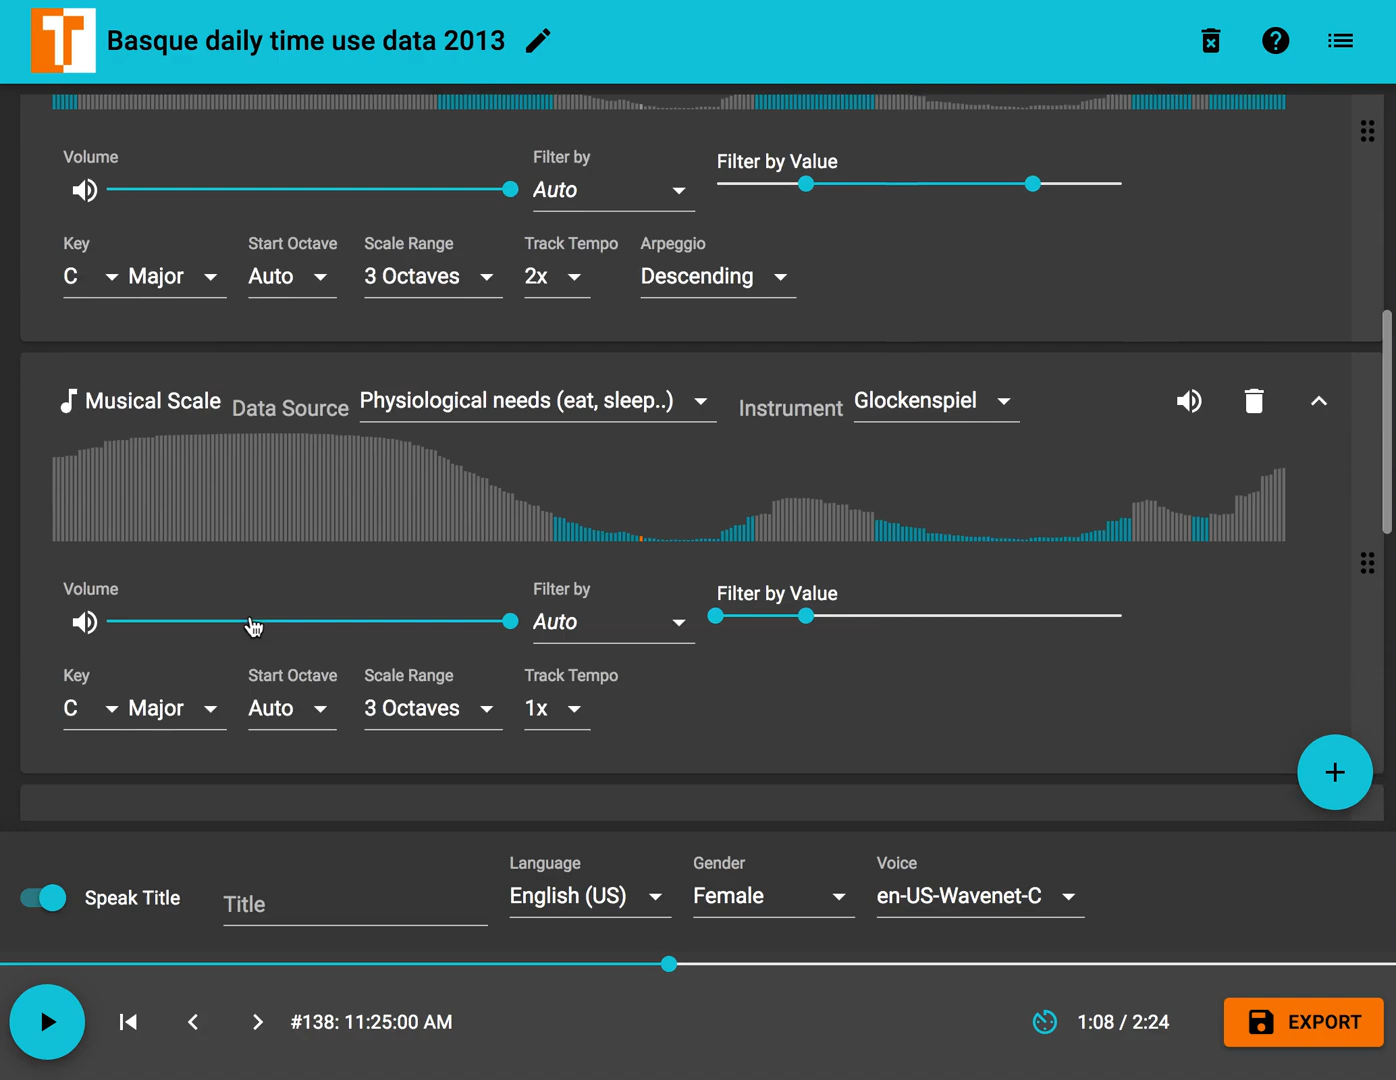 T Basque daily time use data 2013
Volume
Filter by
Auto
Filter by Value
Key
C Major
Start Octave
Auto
Scale Range
3 Octaves
Track Tempo
2x
Arpeggio
Descending
Musical Scale Data Source Physiological needs (eat, sleep..) Instrument Glockenspiel
Volume
Filter by
Auto
Filter by Value
Key
C Major
Start Octave
Auto
Scale Range
3 Octaves
Track Tempo
1x
+
Speak Title
Title
Language
English (US)
Gender
Female
Voice
en-US-Wavenet-C
#138: 11:25:00 AM
1:08 / 2:24
EXPORT